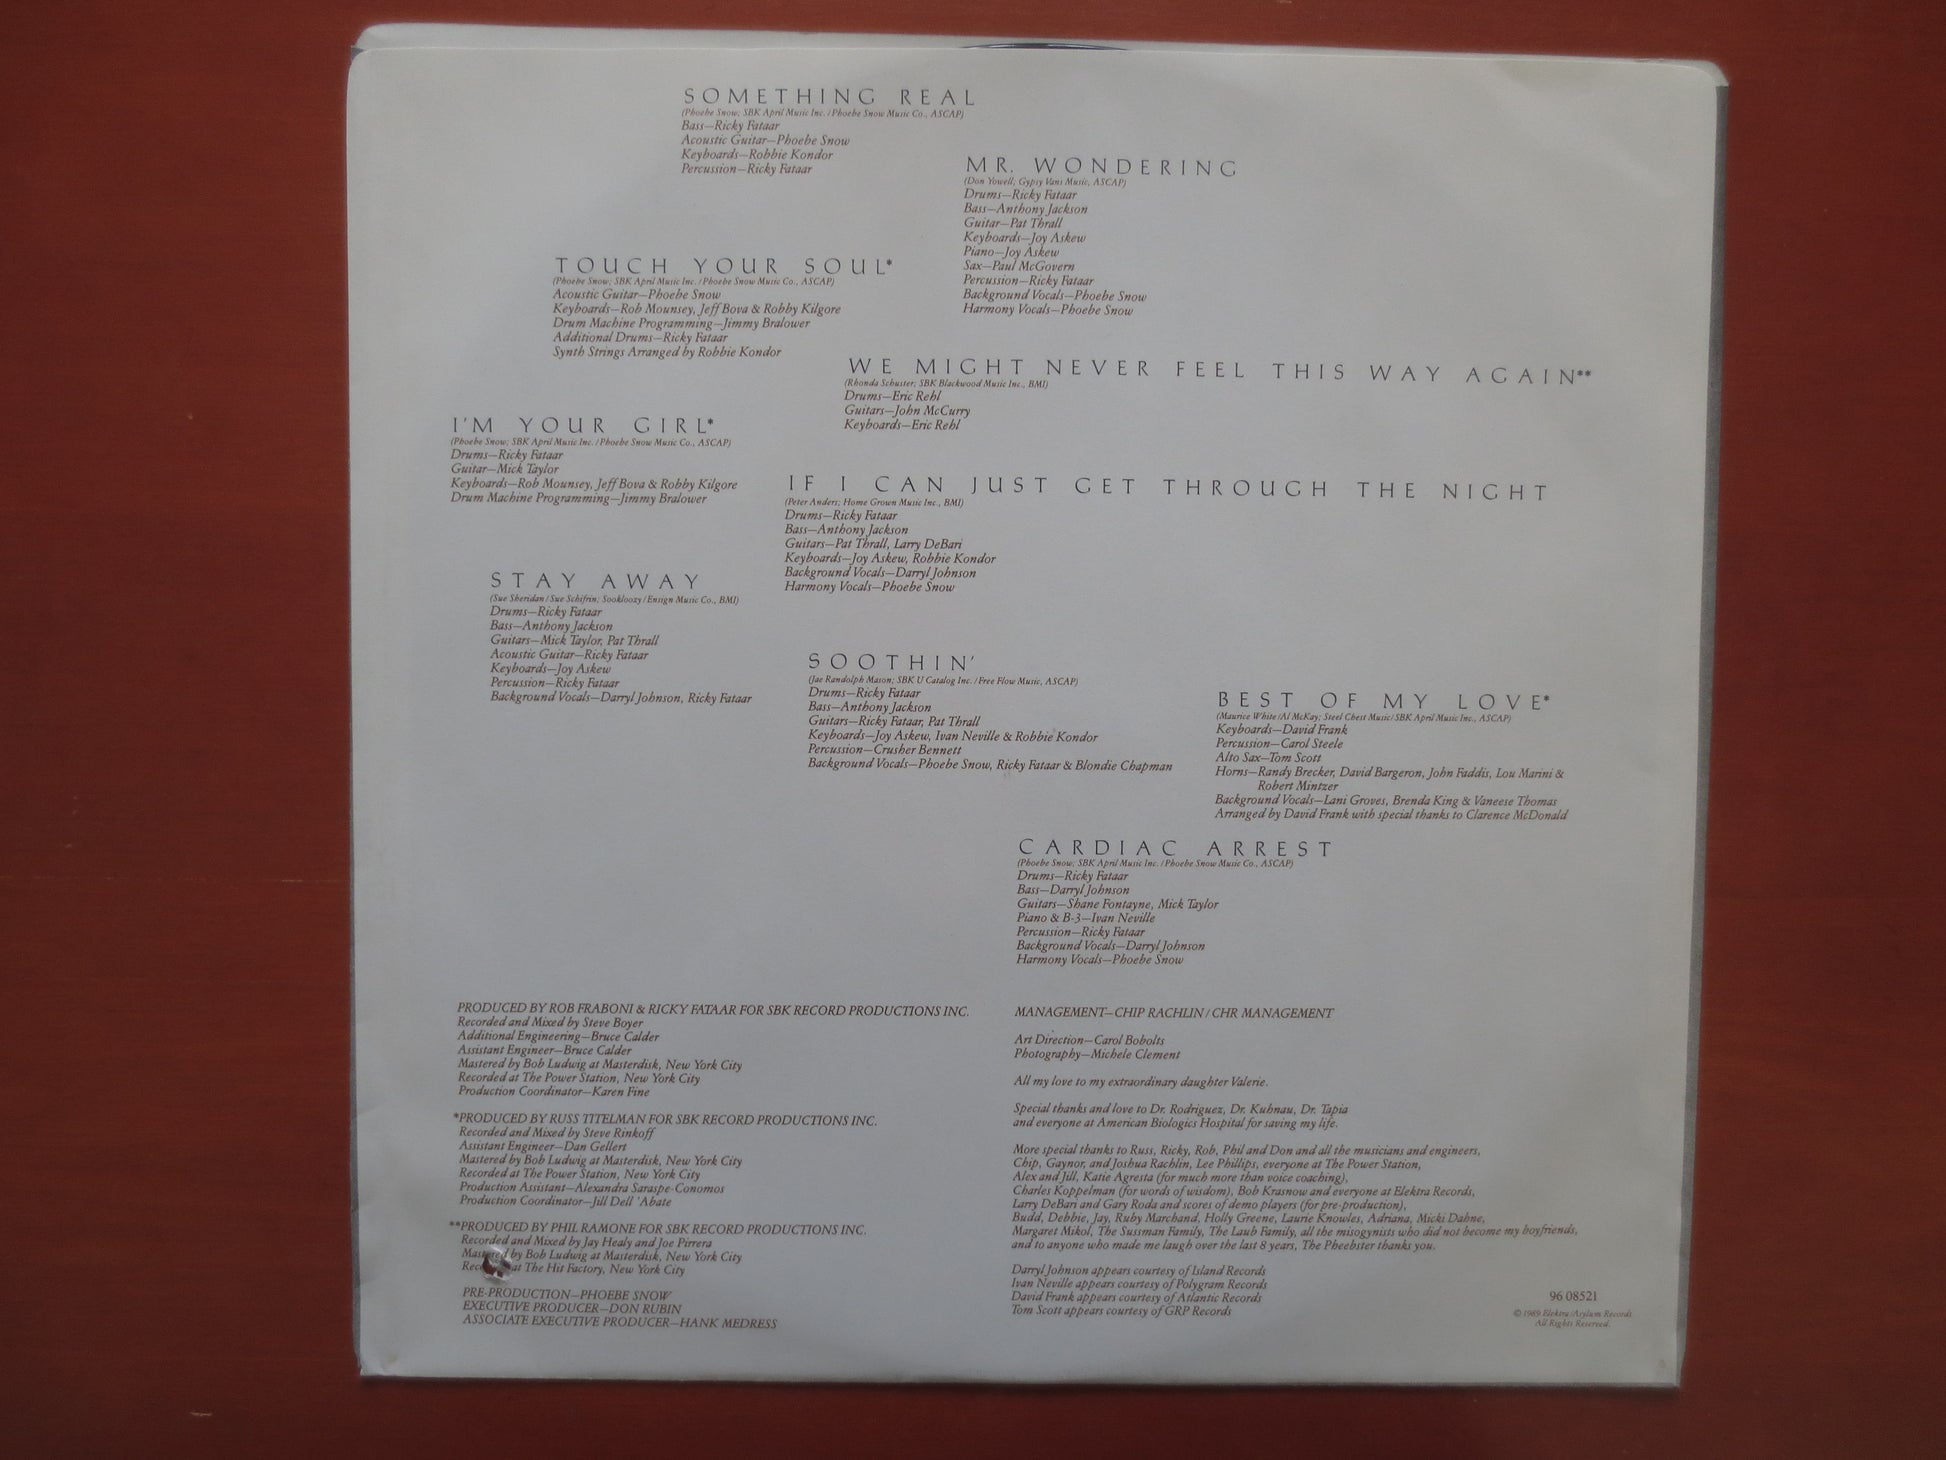 SOMETHING REAL
(Phoebe Snow; SBK April Music Inc. / Phoebe Snow Music Co., ASCAP)
Bass—Ricky Fataar
Acoustic Guitar—Phoebe Snow
Keyboards—Robbie Kondor
Percussion—Ricky Fataar
MR. WONDERING
(Don Yowell; Gypsy Vani Music, ASCAP)
Drums—Ricky Fataar
Bass—Anthony Jackson
Guitar—Pat Thrall
Keyboards—Joy Askew
Piano—Joy Askew
Sax—Paul McGovern
Percussion—Ricky Fataar
Background Vocals—Phoebe Snow
Harmony Vocals—Phoebe Snow
TOUCH YOUR SOUL*
(Phoebe Snow; SBK April Music Inc. / Phoebe Snow Music Co., ASCAP)
Acoustic Guitar—Phoebe Snow
Keyboards—Rob Mounsey, Jeff Bova & Robby Kilgore
Drum Machine Programming—Jimmy Bralower
Additional Drums—Ricky Fataar
Synth Strings Arranged by Robbie Kondor
WE MIGHT NEVER FEEL THIS WAY AGAIN**
(Rhonda Schuster; SBK Blackwood Music Inc., BMI)
Drums—Eric Rehl
Guitars—John McCurry
Keyboards—Eric Rehl
I'M YOUR GIRL*
(Phoebe Snow; SBK April Music Inc. / Phoebe Snow Music Co., ASCAP)
Drums—Ricky Fataar
Guitar—Mick Taylor
Keyboards—Rob Mounsey, Jeff Bova & Robby Kilgore
Drum Machine Programming—Jimmy Bralower
IF I CAN JUST GET THROUGH THE NIGHT
(Peter Anders; Home Grown Music Inc., BMI)
Drums—Ricky Fataar
Bass—Anthony Jackson
Guitars—Pat Thrall, Larry DeBari
Keyboards—Joy Askew, Robbie Kondor
Background Vocals—Darryl Johnson
Harmony Vocals—Phoebe Snow
STAY AWAY
(Sue Sheridan / Sue Schifrin; Sookloozy / Ensign Music Co., BMI)
Drums—Ricky Fataar
Bass—Anthony Jackson
Guitars—Mick Taylor, Pat Thrall
Acoustic Guitar—Ricky Fataar
Keyboards—Joy Askew
Percussion—Ricky Fataar
Background Vocals—Darryl Johnson, Ricky Fataar
SOOTHIN'
(Jae Randolph Mason; SBK U Catalog Inc. / Free Flow Music, ASCAP)
Drums—Ricky Fataar
Bass—Anthony Jackson
Guitars—Ricky Fataar, Pat Thrall
Keyboards—Joy Askew, Ivan Neville & Robbie Kondor
Percussion—Crusher Bennett
Background Vocals—Phoebe Snow, Ricky Fataar & Blondie Chapman
BEST OF MY LOVE*
(Maurice White / Al McKay; Steel Chest Music / SBK April Music Inc., ASCAP)
Keyboards—David Frank
Percussion—Carol Steele
Alto Sax—Tom Scott
Horns—Randy Brecker, David Bargeron, John Faddis, Lou Marini &
Robert Mintzer
Background Vocals—Lani Groves, Brenda King & Vaneese Thomas
Arranged by David Frank with special thanks to Clarence McDonald
CARDIAC ARREST
(Phoebe Snow; SBK April Music Inc. / Phoebe Snow Music Co., ASCAP)
Drums—Ricky Fataar
Bass—Darryl Johnson
Guitars—Shane Fontayne, Mick Taylor
Piano & B-3—Ivan Neville
Percussion—Ricky Fataar
Background Vocals—Darryl Johnson
Harmony Vocals—Phoebe Snow
PRODUCED BY ROB FRABONI & RICKY FATAAR FOR SBK RECORD PRODUCTIONS INC.
Recorded and Mixed by Steve Boyer
Additional Engineering—Bruce Calder
Assistant Engineer—Bruce Calder
Mastered by Bob Ludwig at Masterdisk, New York City
Recorded at The Power Station, New York City
Production Coordinator—Karen Fine
*PRODUCED BY RUSS TITELMAN FOR SBK RECORD PRODUCTIONS INC.
Recorded and Mixed by Steve Rinkoff
Assistant Engineer—Dan Gellert
Mastered by Bob Ludwig at Masterdisk, New York City
Recorded at The Power Station, New York City
Production Assistant—Alexandra Saraspe-Conomos
Production Coordinator—Jill Dell 'Abate
**PRODUCED BY PHIL RAMONE FOR SBK RECORD PRODUCTIONS INC.
Recorded and Mixed by Jay Healy and Joe Pirrera
by Bob Ludwig at Masterdisk, New York City
at The Hit Factory, New York City
PRE-PRODUCTION—PHOEBE SNOW
EXECUTIVE PRODUCER—DON RUBIN
ASSOCIATE EXECUTIVE PRODUCER—HANK MEDRESS
MANAGEMENT—CHIP RACHLIN / CHR MANAGEMENT
Art Direction—Carol Bobolts
Photography—Michele Clement
All my love to my extraordinary daughter Valerie.
Special thanks and love to Dr. Rodriguez, Dr. Kuhnau, Dr. Tapia
and everyone at American Biologics Hospital for saving my life.
More special thanks to Russ, Ricky, Rob, Phil and Don and all the musicians and engineers,
Chip, Gaynor, and Joshua Rachlin, Lee Phillips, everyone at The Power Station,
Alex and Jill, Katie Agresta (for much more than voice coaching),
Charles Koppelman (for words of wisdom), Bob Krasnow and everyone at Elektra Records,
Larry DeBari and Gary Roda and scores of demo players (for pre-production),
Budd, Debbie, Jay, Ruby Marchand, Holly Greene, Laurie Knowles, Adriana, Micki Dahne,
Margaret Mikol, The Sussman Family, The Laub Family, all the misogynists who did not become my boyfriends,
and to anyone who made me laugh over the last 8 years, The Pheebster thanks you.
Darryl Johnson appears courtesy of Island Records
Ivan Neville appears courtesy of Polygram Records
David Frank appears courtesy of Atlantic Records
Tom Scott appears courtesy of GRP Records
96 08521
© 1989 Elektra/Asylum Records
All Rights Reserved.